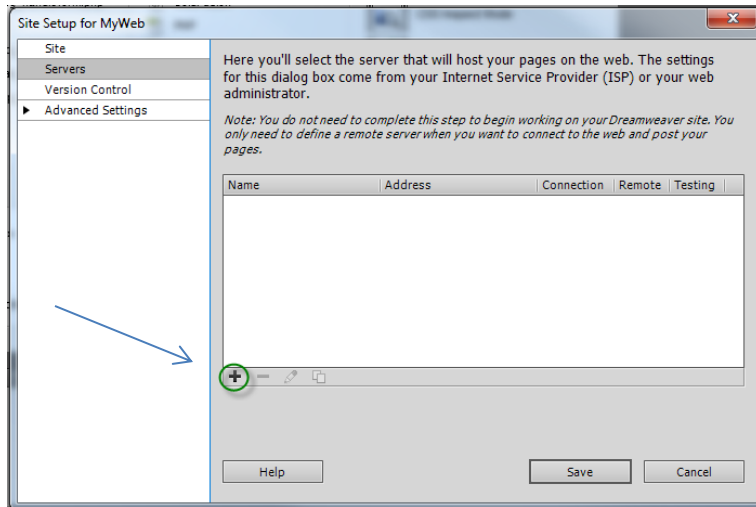 Site Setup for MyWeb
Site
Servers
Version Control
Advanced Settings
Here you'll select the server that will host your pages on the web. The settings
for this dialog box come from your Internet Service Provider (ISP) or your web
administrator.
Note: You do not need to complete this step to begin working on your Dreamweaver site. You
only need to define a remote server when you want to connect to the web and post your
pages.
Name Address Connection Remote Testing
Help Save Cancel